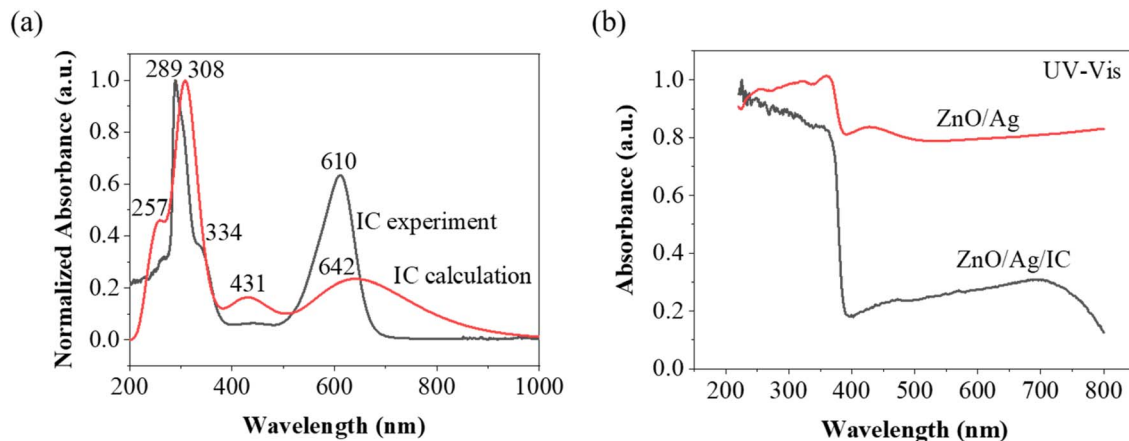 (a)
289 308
610
257
334
431
642
IC experiment
IC calculation
Normalized Absorbance (a.u.)
1.0
0.8
0.6
0.4
0.2
0.0
200 400 600 800 1000
Wavelength (nm)
(b)
UV-Vis
ZnO/Ag
ZnO/Ag/IC
Absorbance (a.u.)
1.0
0.8
0.6
0.4
0.2
0.0
200 300 400 500 600 700 800
Wavelength (nm)